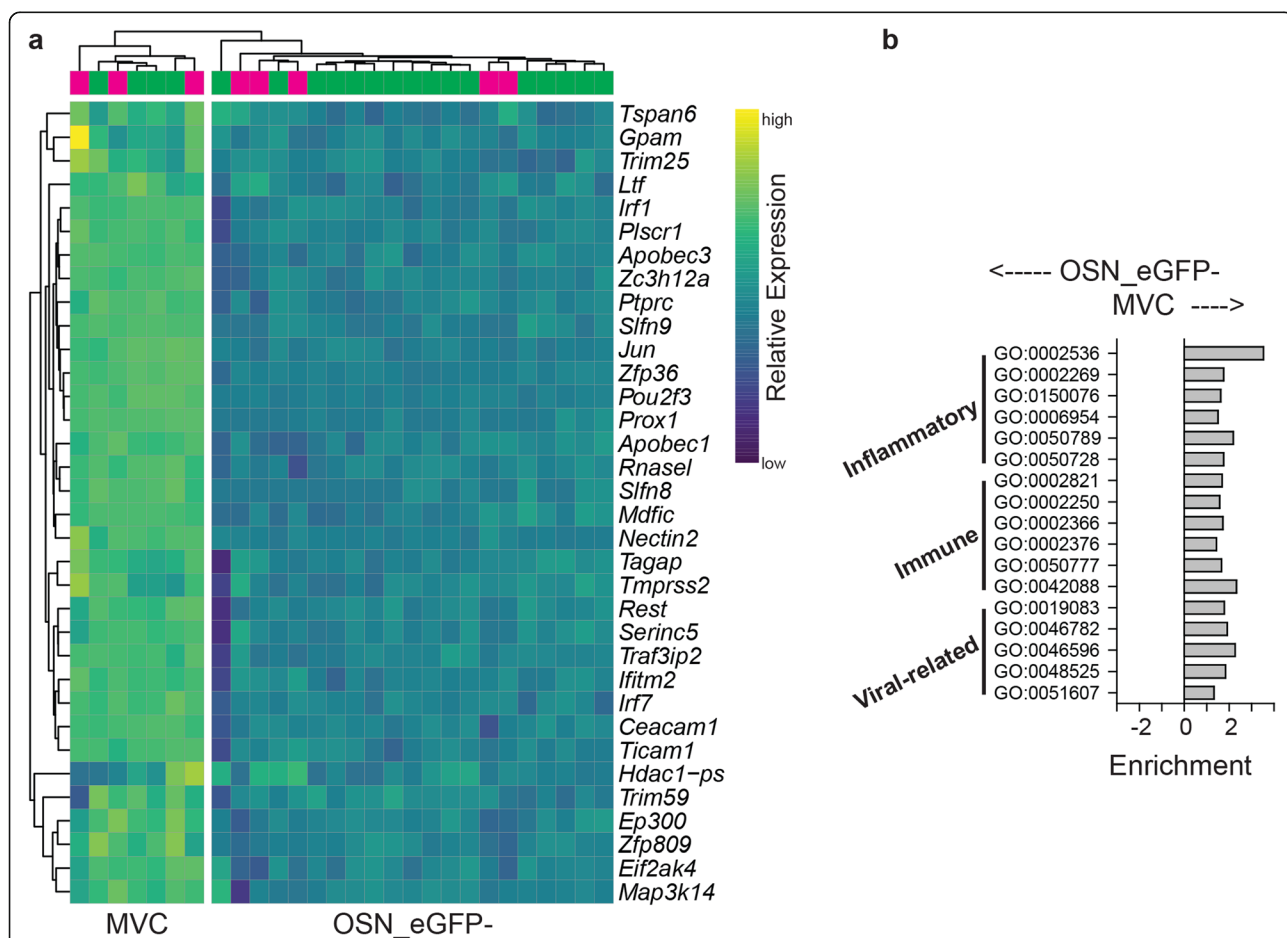 a
Tspan6
Gpam
Trim25
Ltf
Irf1
Plscr1
Apobec3
Zc3h12a
Ptprc
Slfn9
Jun
Zfp36
Pou2f3
Prox1
Apobec1
Rnasel
Slfn8
Mdfic
Nectin2
Tagap
Tmprss2
Rest
Serinc5
Traf3ip2
Ifitm2
Irf7
Ceacam1
Ticam1
Hdac1−ps
Trim59
Ep300
Zfp809
Eif2ak4
Map3k14
MVC OSN_eGFP-
high
Relative Expression
low
b
<----- OSN_eGFP-
MVC ---->
Inflammatory
GO:0002536
GO:0002269
GO:0150076
GO:0006954
GO:0050789
GO:0050728
Immune
GO:0002821
GO:0002250
GO:0002366
GO:0002376
GO:0050777
GO:0042088
Viral-related
GO:0019083
GO:0046782
GO:0046596
GO:0048525
GO:0051607
-2 0 2
Enrichment